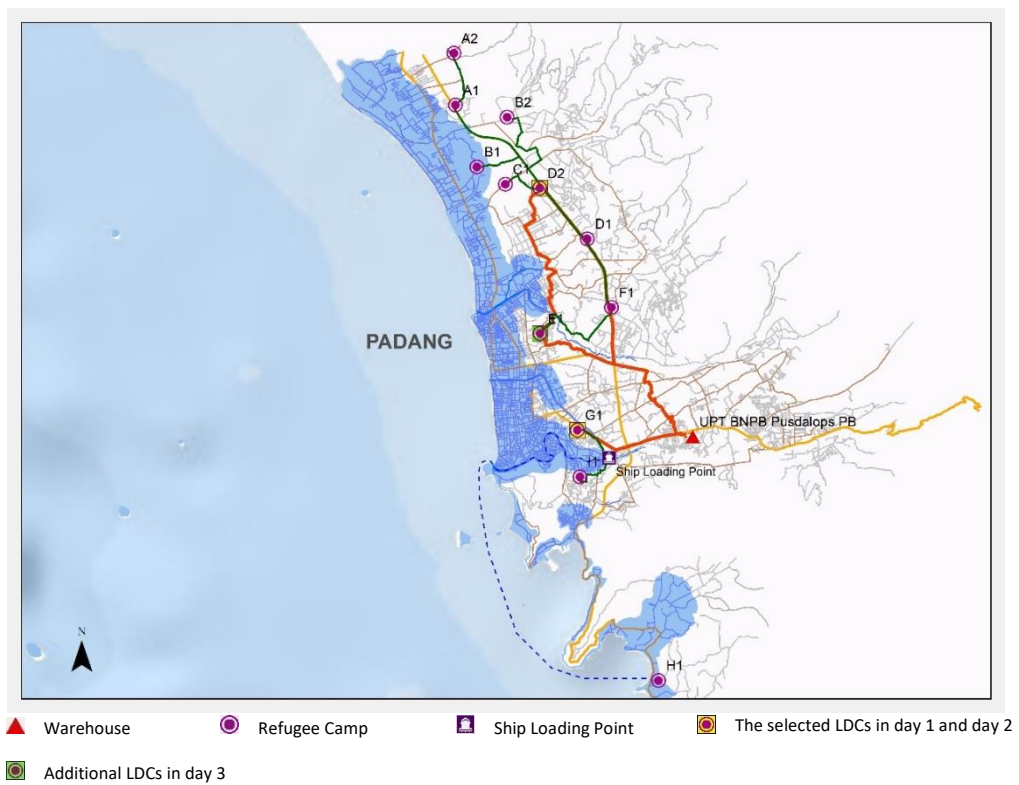 A2
A1
B2
B1
C1
D2
D1
F1
E1
PADANG
G1
UPT BNPB Pusdalops PB
I1
Ship Loading Point
N
H1
Warehouse
Refugee Camp
Ship Loading Point
The selected LDCs in day 1 and day 2
Additional LDCs in day 3